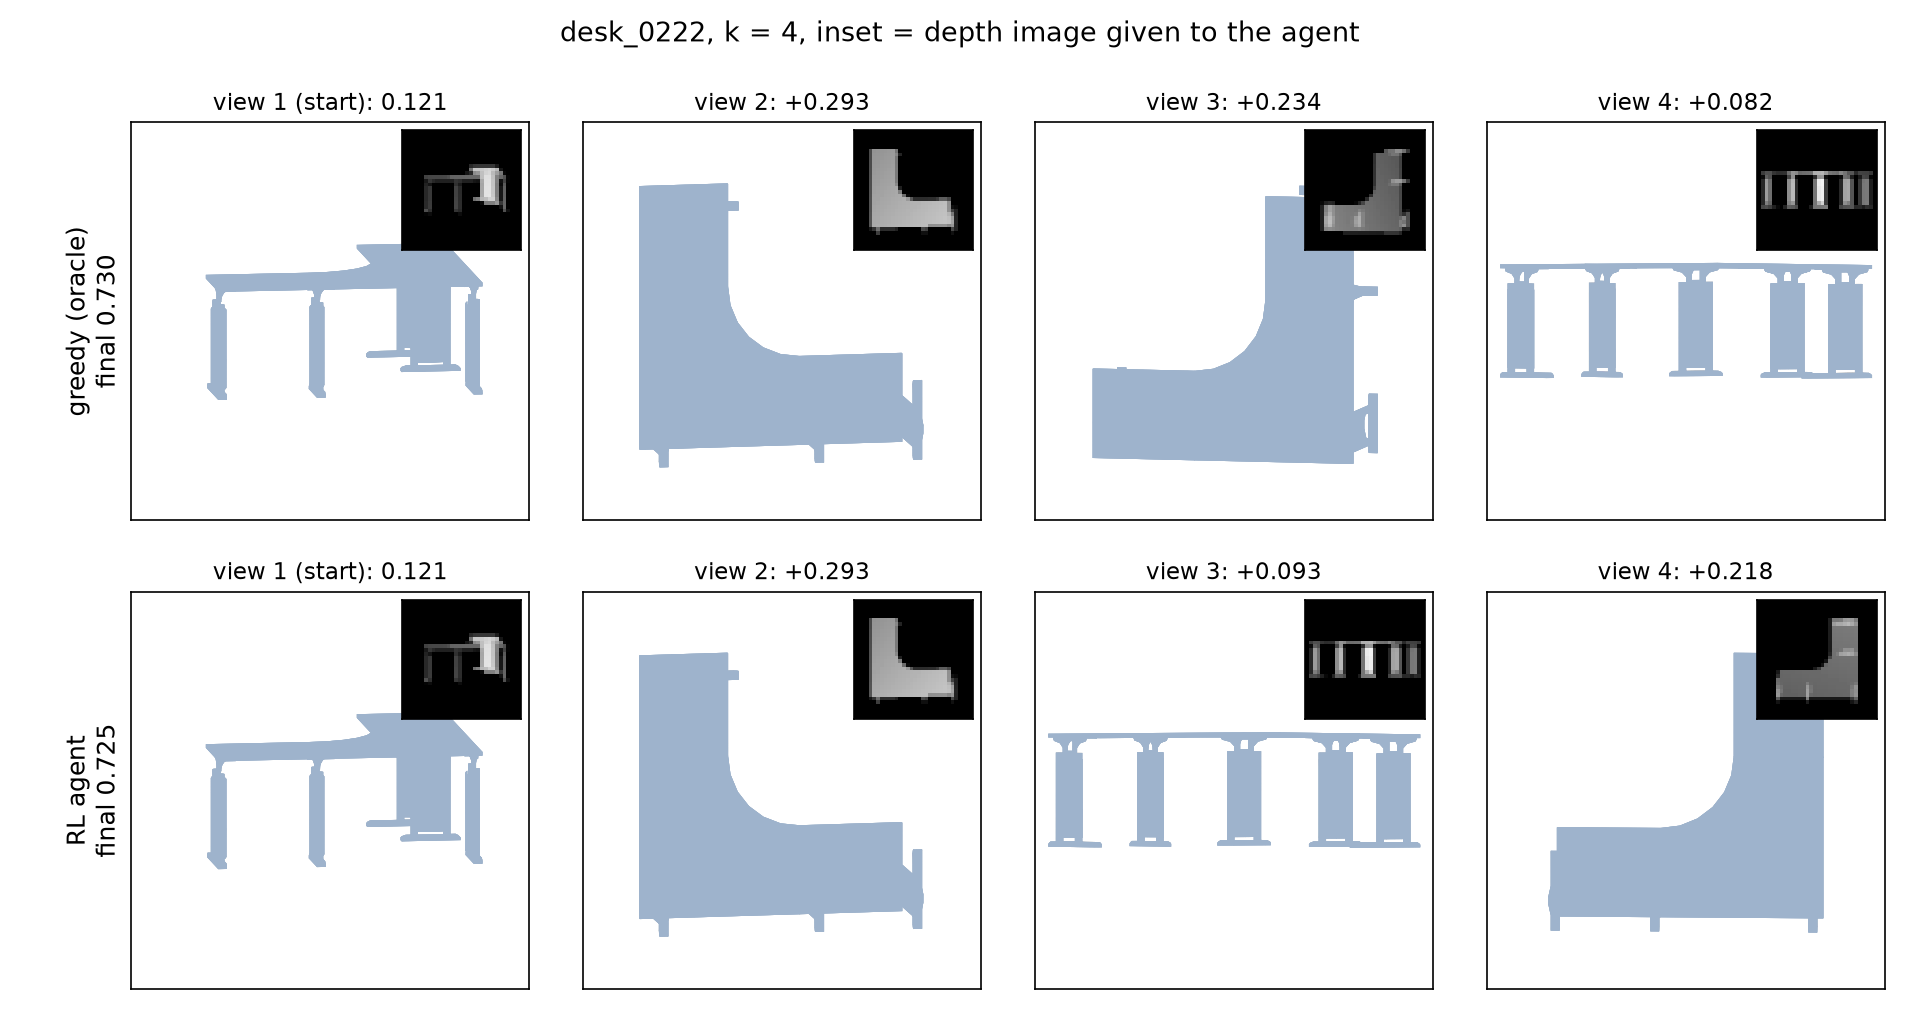 desk_0222, k = 4, inset = depth image given to the agent
view 1 (start): 0.121
view 2: +0.293
view 3: +0.234
view 4: +0.082
greedy (oracle)
final 0.730
view 1 (start): 0.121
view 2: +0.293
view 3: +0.093
view 4: +0.218
RL agent
final 0.725